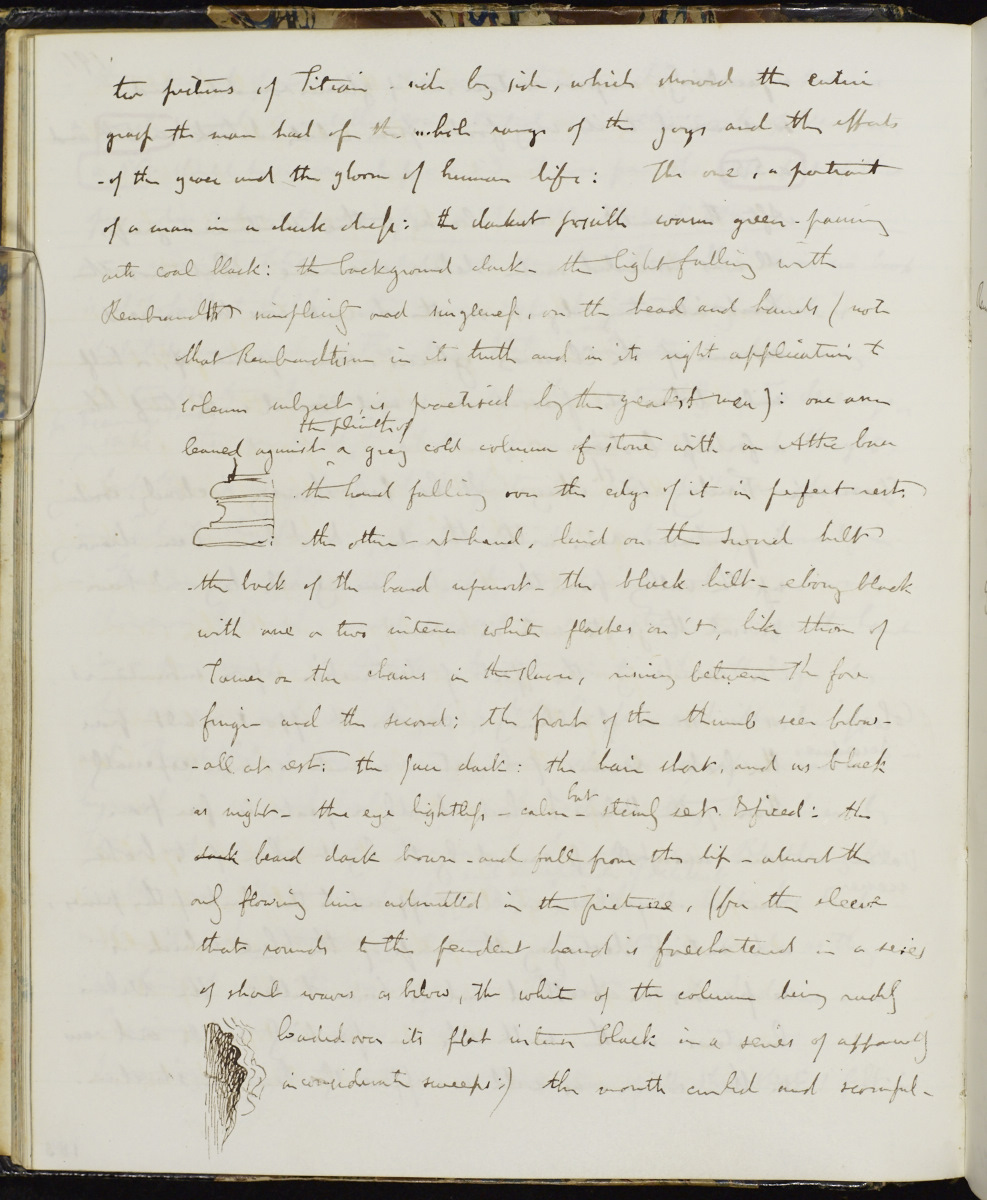 two pictures of Titian - side by side, which showed the entire
grasp the man had of the whole range of the joys and the efforts
- of the grace and the gloom of human life: The one, a portrait
of a man in a dark dress: the darkest possible warm green - passing
into coal black: the background dark - the light falling with
Rembrandts simplicity and singleness, on the head and hands (not
that Rembrandtism in its truth and in its right application to
solemn subject, is practised by the greatest men): one arm
the plinth of
leaned against a grey cold column of stone with an Attic base
the hand falling over the edge of it in perfect rest.
: the other - rt hand, laid on the sword hilt
- the back of the hand upmost - the black hilt - ebony black
with one or two intense white flashes on it, like those of
Turner on the chains in the Slaver, rising between the fore
finger and the second: the front of the thumb seen below -
- all at rest: the face dark: the hair short, and as black
but
as night - the eye lightless - calm - sternly set & fixed: the
dark beard dark brown - and falls from the lip - almost the
only flowing line admitted in the picture, (for the sleeve
that rounds to the pendent hand is foreshortened in a series
of short waves as below, the white of the column being rudely
loaded over its flat intense black in a series of apparently
inconsiderate sweeps:) the mouth curled and scornful -